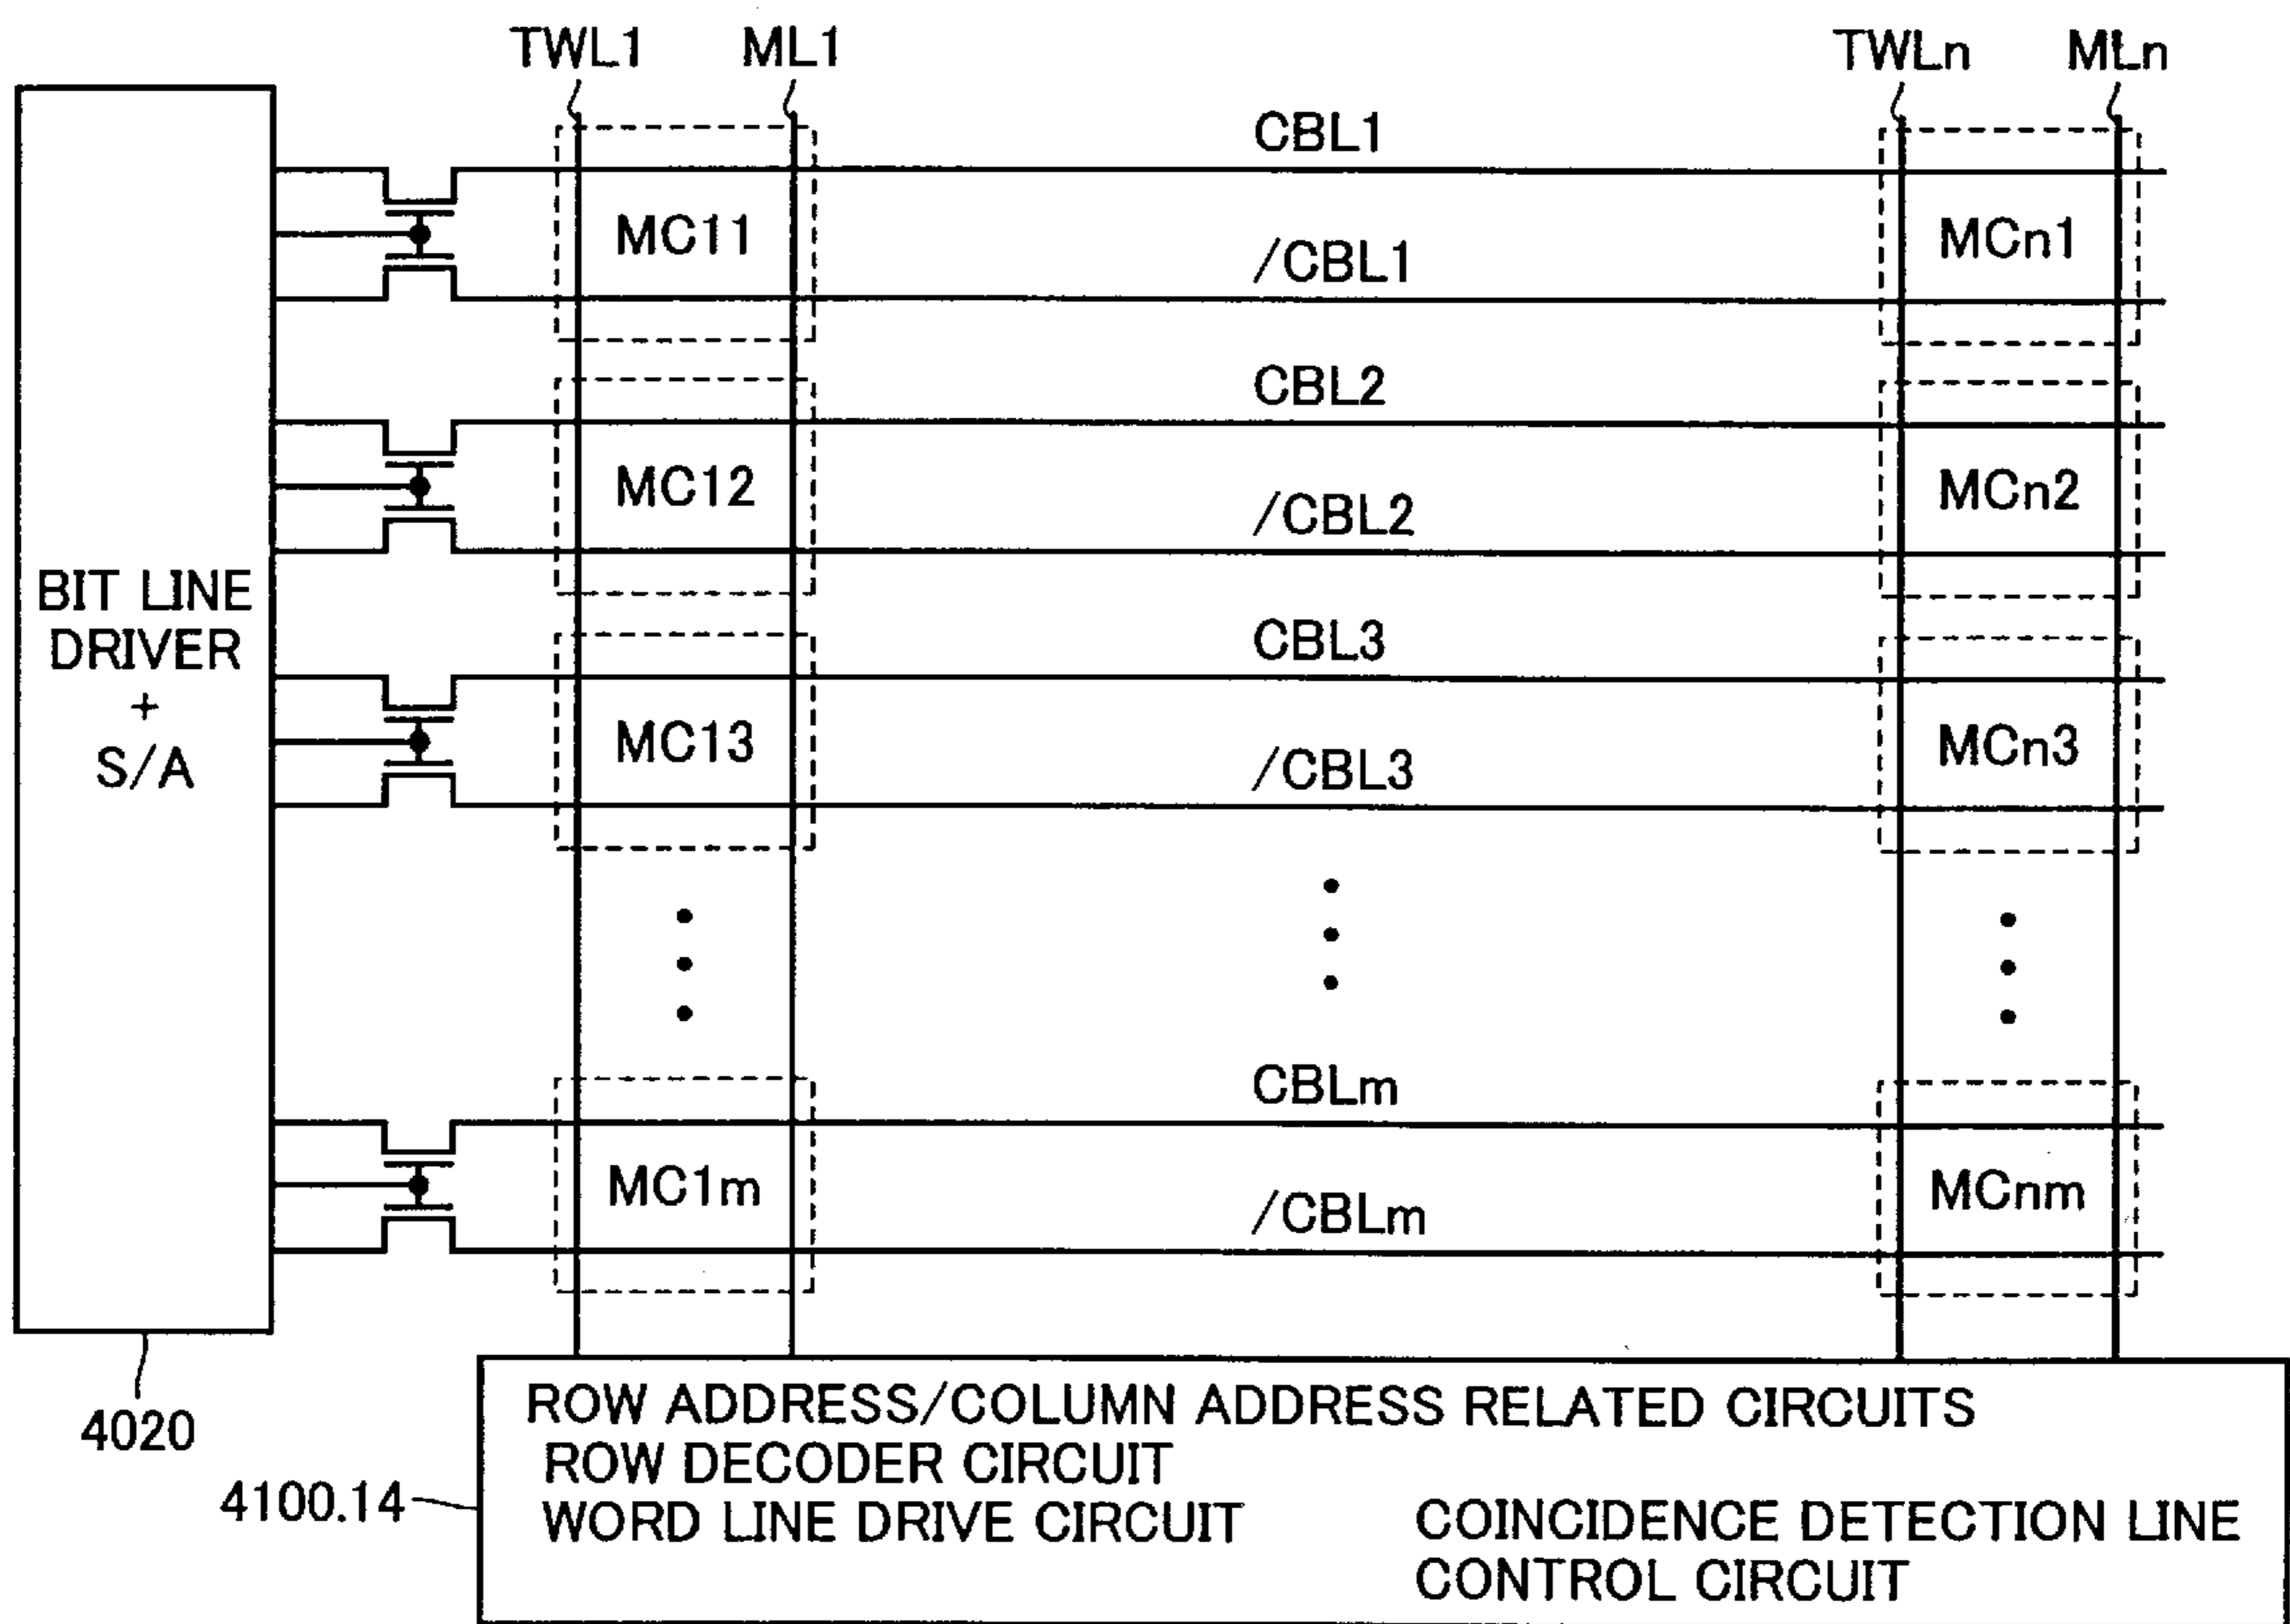 TWL1 ML1 TWLn MLn
CBL1
MC11 MCn1
/CBL1
CBL2
MC12 MCn2
/CBL2
BIT LINE
DRIVER
+
S/A
CBL3
MC13 MCn3
/CBL3
CBLm
MC1m MCnm
/CBLm
4020
ROW ADDRESS/COLUMN ADDRESS RELATED CIRCUITS
ROW DECODER CIRCUIT
4100.14
WORD LINE DRIVE CIRCUIT
COINCIDENCE DETECTION LINE
CONTROL CIRCUIT